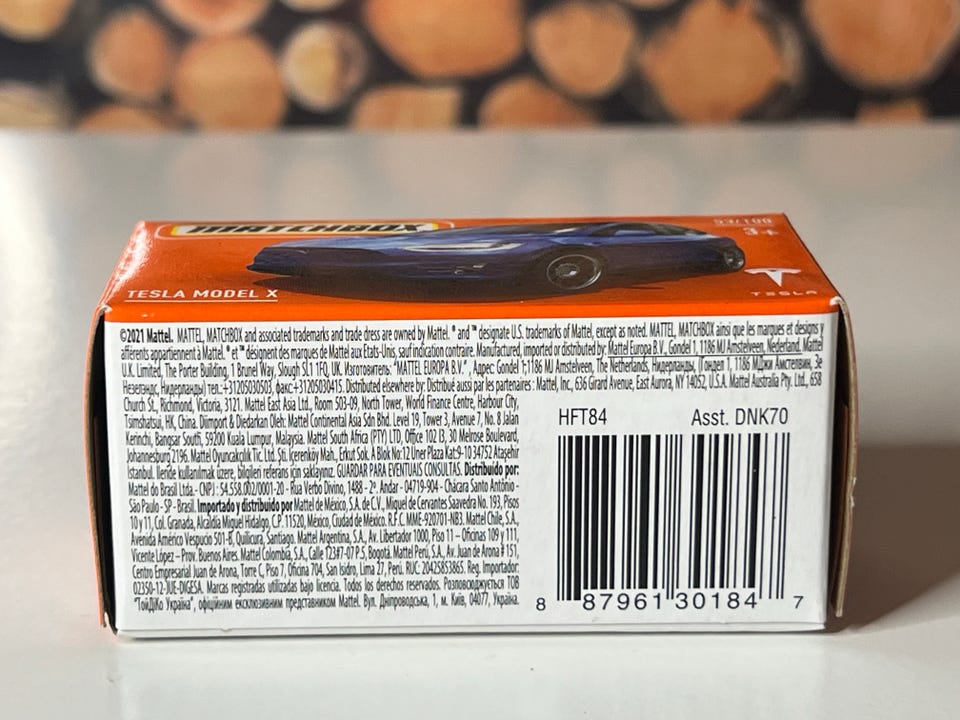 MATCHBOX
53/100
3+
TESLA MODEL X
TESLA
©2021 Mattel. MATTEL, MATCHBOX and associated trademarks and trade dress are owned by Mattel. ® and ™ designate U.S. trademarks of Mattel, except as noted. MATTEL, MATCHBOX ainsi que les marques et designs y
afférents appartiennent à Mattel. ® et ™ désignent des marques de Mattel aux États-Unis, sauf indication contraire. Manufactured, imported or distributed by: Mattel Europa B.V., Gondel 1, 1186 MJ Amstelveen, Nederland. Mattel
U.K. Limited, The Porter Building, 1 Brunel Way, Slough SL1 1FQ, UK. Изготовитель: "MATTEL EUROPA B.V.", Адрес: Gondel 1, 1186 MJ Amstelveen, The Netherlands, Нидерланды, (Гондел 1, 1186 МДжи Амстелвин, Зе
Незеландс, Нидерланды) тел.:+31205030503, факс:+31205030415. Distributed elsewhere by: Distribué aussi par les partenaires : Mattel, Inc., 636 Girard Avenue, East Aurora, NY 14052, U.S.A. Mattel Australia Pty. Ltd., 658
Church St., Richmond, Victoria, 3121. Mattel East Asia Ltd., Room 503-09, North Tower, World Finance Centre, Harbour City,
Tsimshatsui, HK, China. Diimport & Diedarkan Oleh: Mattel Continental Asia Sdn Bhd. Level 19, Tower 3, Avenue 7, No. 8 Jalan
Kerinchi, Bangsar South, 59200 Kuala Lumpur, Malaysia. Mattel South Africa (PTY) LTD, Office 102 I3, 30 Melrose Boulevard,
Johannesburg 2196. Mattel Oyuncakçılık Tic. Ltd. Şti. İçerenköy Mah., Erkut Sok. A Blok No:12 Üner Plaza Kat:9-10 34752 Ataşehir
İstanbul. İleride kullanılmak üzere, bilgileri referans için saklayınız. GUARDAR PARA EVENTUAIS CONSULTAS. Distribuído por:
Mattel do Brasil Ltda. - CNPJ : 54.558.002/0001-20 - Rua Verbo Divino, 1488 - 2º. Andar - 04719-904 - Chácara Santo Antônio -
São Paulo - SP - Brasil. Importado y distribuido por Mattel de México, S.A. de C.V., Miguel de Cervantes Saavedra No. 193, Pisos
10 y 11, Col. Granada, Alcaldía Miguel Hidalgo, C.P. 11520, México, Ciudad de México. R.F.C. MME-920701-NB3. Mattel Chile, S.A.,
Avenida Américo Vespucio 501-B, Quilicura, Santiago. Mattel Argentina, S.A., Av. Libertador 1000, Piso 11 – Oficinas 109 y 111,
Vicente López – Prov. Buenos Aires. Mattel Colombia, S.A., Calle 123#7-07 P.5, Bogotá. Mattel Perú, S.A., Av. Juan de Arona # 151,
Centro Empresarial Juan de Arona, Torre C, Piso 7, Oficina 704, San Isidro, Lima 27, Perú. RUC: 20425853865. Reg. Importador:
02350-12-JUE-DIGESA. Marcas registradas utilizadas bajo licencia. Todos los derechos reservados. Розповсюджується ТОВ
"ТойДіКо Україна", офіційним ексклюзивним представником Mattel. Вул. Дніпроводська, 1, м. Київ, 04077, Україна.
HFT84 Asst. DNK70
8 87961 30184 7